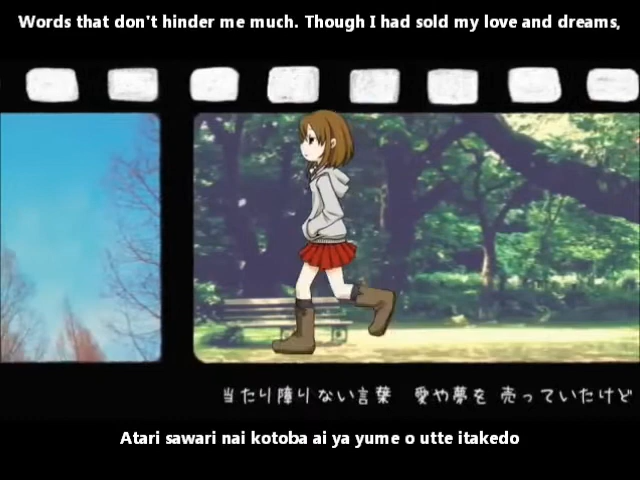 Words that don't hinder me much. Though I had sold my love and dreams,
当たり障りない言葉 愛や夢を 売っていたけど
Atari sawari nai kotoba ai ya yume o utte itakedo